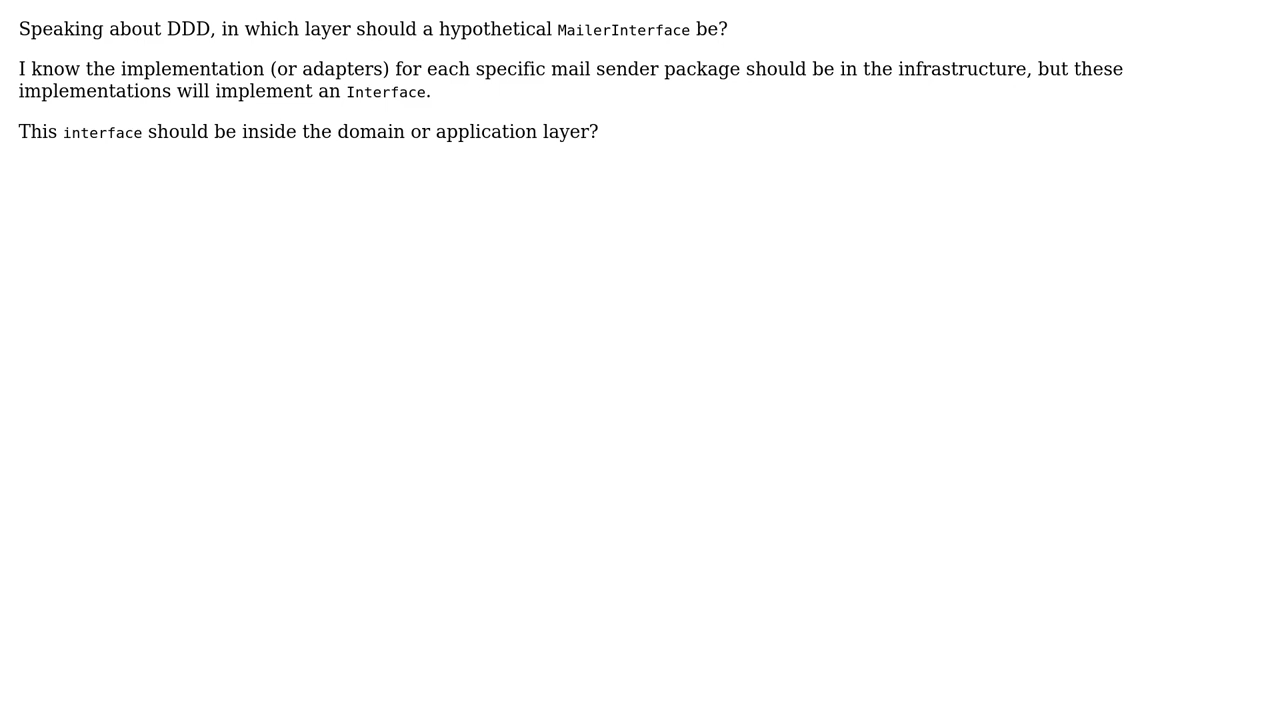 Speaking about DDD, in which layer should a hypothetical MailerInterface be?
I know the implementation (or adapters) for each specific mail sender package should be in the infrastructure, but these
implementations will implement an Interface.
This interface should be inside the domain or application layer?